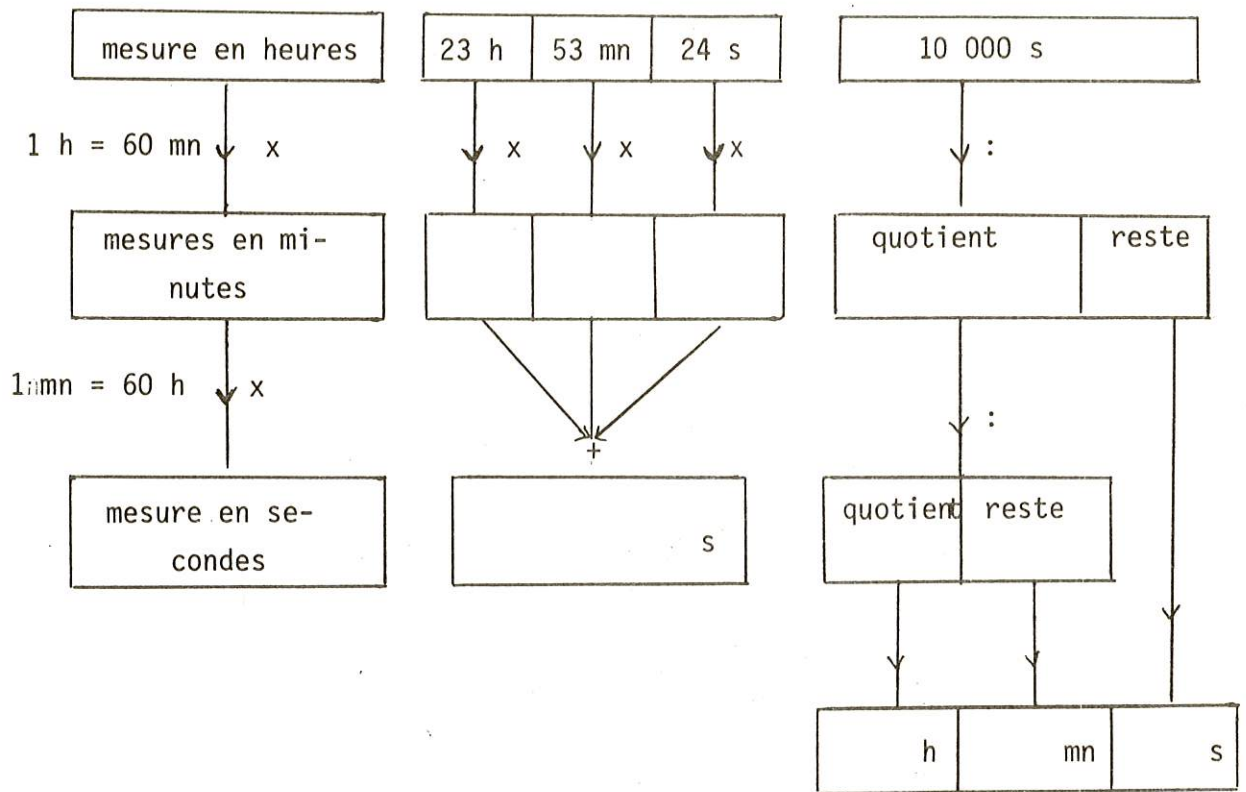 mesure en heures
23 h 53 mn 24 s
10 000 s
1 h = 60 mn x
x x x
:
mesures en mi-
nutes
quotient reste
1 mn = 60 h x
+
:
mesure en se-
condes
s
quotient reste
h mn s